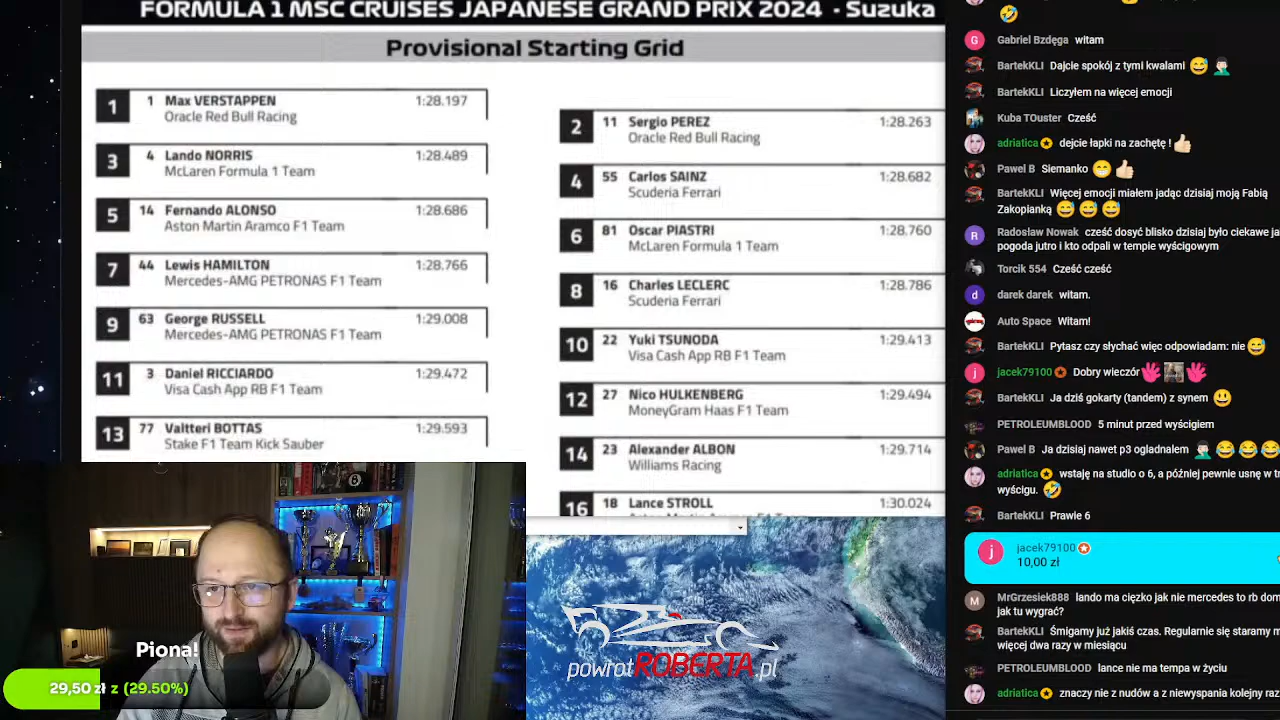 FORMULA 1 MSC CRUISES JAPANESE GRAND PRIX 2024 - Suzuka
Provisional Starting Grid
1 1 Max VERSTAPPEN 1:28.197
Oracle Red Bull Racing
2 11 Sergio PEREZ 1:28.263
Oracle Red Bull Racing
3 4 Lando NORRIS 1:28.489
McLaren Formula 1 Team
4 55 Carlos SAINZ 1:28.682
Scuderia Ferrari
5 14 Fernando ALONSO 1:28.686
Aston Martin Aramco F1 Team
6 81 Oscar PIASTRI 1:28.760
McLaren Formula 1 Team
7 44 Lewis HAMILTON 1:28.766
Mercedes-AMG PETRONAS F1 Team
8 16 Charles LECLERC 1:28.786
Scuderia Ferrari
9 63 George RUSSELL 1:29.008
Mercedes-AMG PETRONAS F1 Team
10 22 Yuki TSUNODA 1:29.413
Visa Cash App RB F1 Team
11 3 Daniel RICCIARDO 1:29.472
Visa Cash App RB F1 Team
12 27 Nico HULKENBERG 1:29.494
MoneyGram Haas F1 Team
13 77 Valtteri BOTTAS 1:29.593
Stake F1 Team Kick Sauber
14 23 Alexander ALBON 1:29.714
Williams Racing
16 18 Lance STROLL 1:30.024
Piona!
29,50 zł z (29.50%)
powrotROBERTA.pl
G Gabriel Bzdęga witam
BartekKLI Dajcie spokój z tymi kwalami 😅 🤦🏻‍♂️
BartekKLI Liczyłem na więcej emocji
Kuba TOuster Cześć
adriatica dejcie łapki na zachętę ! 👍🏻
Pawel B Siemanko 😁 👍🏻
BartekKLI Więcej emocji miałem jadąc dzisiaj moją Fabią
Zakopianką 😅 😅 😅
R Radoslaw Nowak cześć dosyć blisko dzisiaj było ciekawe ja
pogoda jutro i kto odpali w tempie wyścigowym
Torcik 554 Cześć cześć
d darek darek witam.
Auto Space Witam!
BartekKLI Pytasz czy słychać więc odpowiadam: nie 😅
j jacek79100 Dobry wieczór
BartekKLI Ja dziś gokarty (tandem) z synem 😃
PETROLEUMBLOOD 5 minut przed wyścigiem
Pawel B Ja dzisiaj nawet p3 ogladnalem 🤦🏻‍♂️ 😂 😂 😂
adriatica wstaję na studio o 6, a później pewnie usnę w tr
wyścigu. 🤣
BartekKLI Prawie 6
j jacek79100
10,00 zł
M MrGrzesiek888 lando ma ciężko jak nie mercedes to rb dom
jak tu wygrać?
BartekKLI Śmigamy już jakiś czas. Regularnie się staramy m
więcej dwa razy w miesiącu
PETROLEUMBLOOD lance nie ma tempa w życiu
adriatica znaczy nie z nudów a z niewyspania kolejny raz